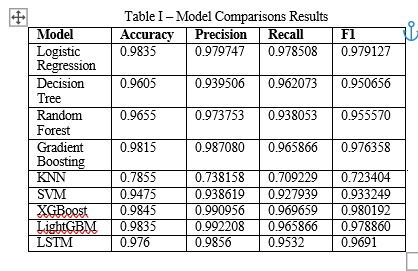 Table I – Model Comparisons Results
Model Accuracy Precision Recall F1
Logistic Regression 0.9835 0.979747 0.978508 0.979127
Decision Tree 0.9605 0.939506 0.962073 0.950656
Random Forest 0.9655 0.973753 0.938053 0.955570
Gradient Boosting 0.9815 0.987080 0.965866 0.976358
KNN 0.7855 0.738158 0.709229 0.723404
SVM 0.9475 0.938619 0.927939 0.933249
XGBoost 0.9845 0.990956 0.969659 0.980192
LightGBM 0.9835 0.992208 0.965866 0.978860
LSTM 0.976 0.9856 0.9532 0.9691